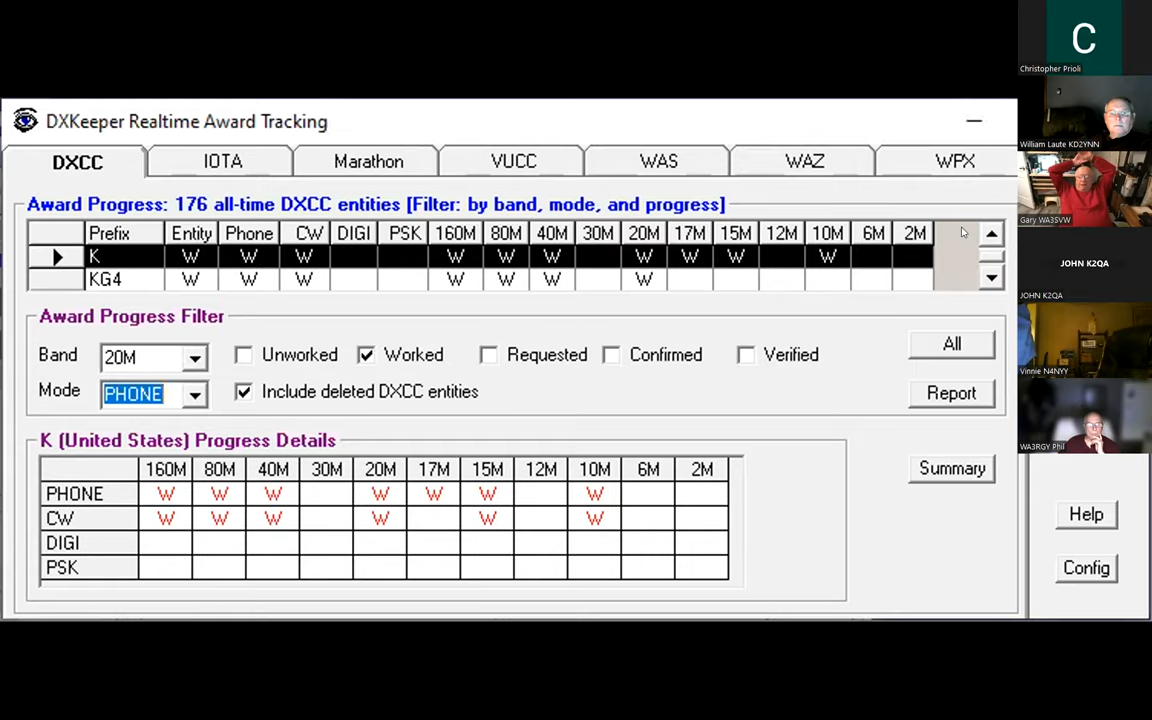 DXKeeper Realtime Award Tracking
DXCC IOTA Marathon VUCC WAS WAZ WPX
Award Progress: 176 all-time DXCC entities [Filter: by band, mode, and progress]
Prefix Entity Phone CW DIGI PSK 160M 80M 40M 30M 20M 17M 15M 12M 10M 6M 2M
K W W W W W W W W W W
KG4 W W W W W W W
Award Progress Filter
Band 20M Unworked Worked Requested Confirmed Verified All
Mode PHONE Include deleted DXCC entities Report
K (United States) Progress Details
160M 80M 40M 30M 20M 17M 15M 12M 10M 6M 2M Summary
PHONE W W W W W W W
CW W W W W W W
DIGI
PSK
Help
Config
C
Christopher Prioli
William Laute KD2YNN
Gary WA3SVW
JOHN K2QA
JOHN K2QA
Vinnie N4NYY
WA3RGY Phil